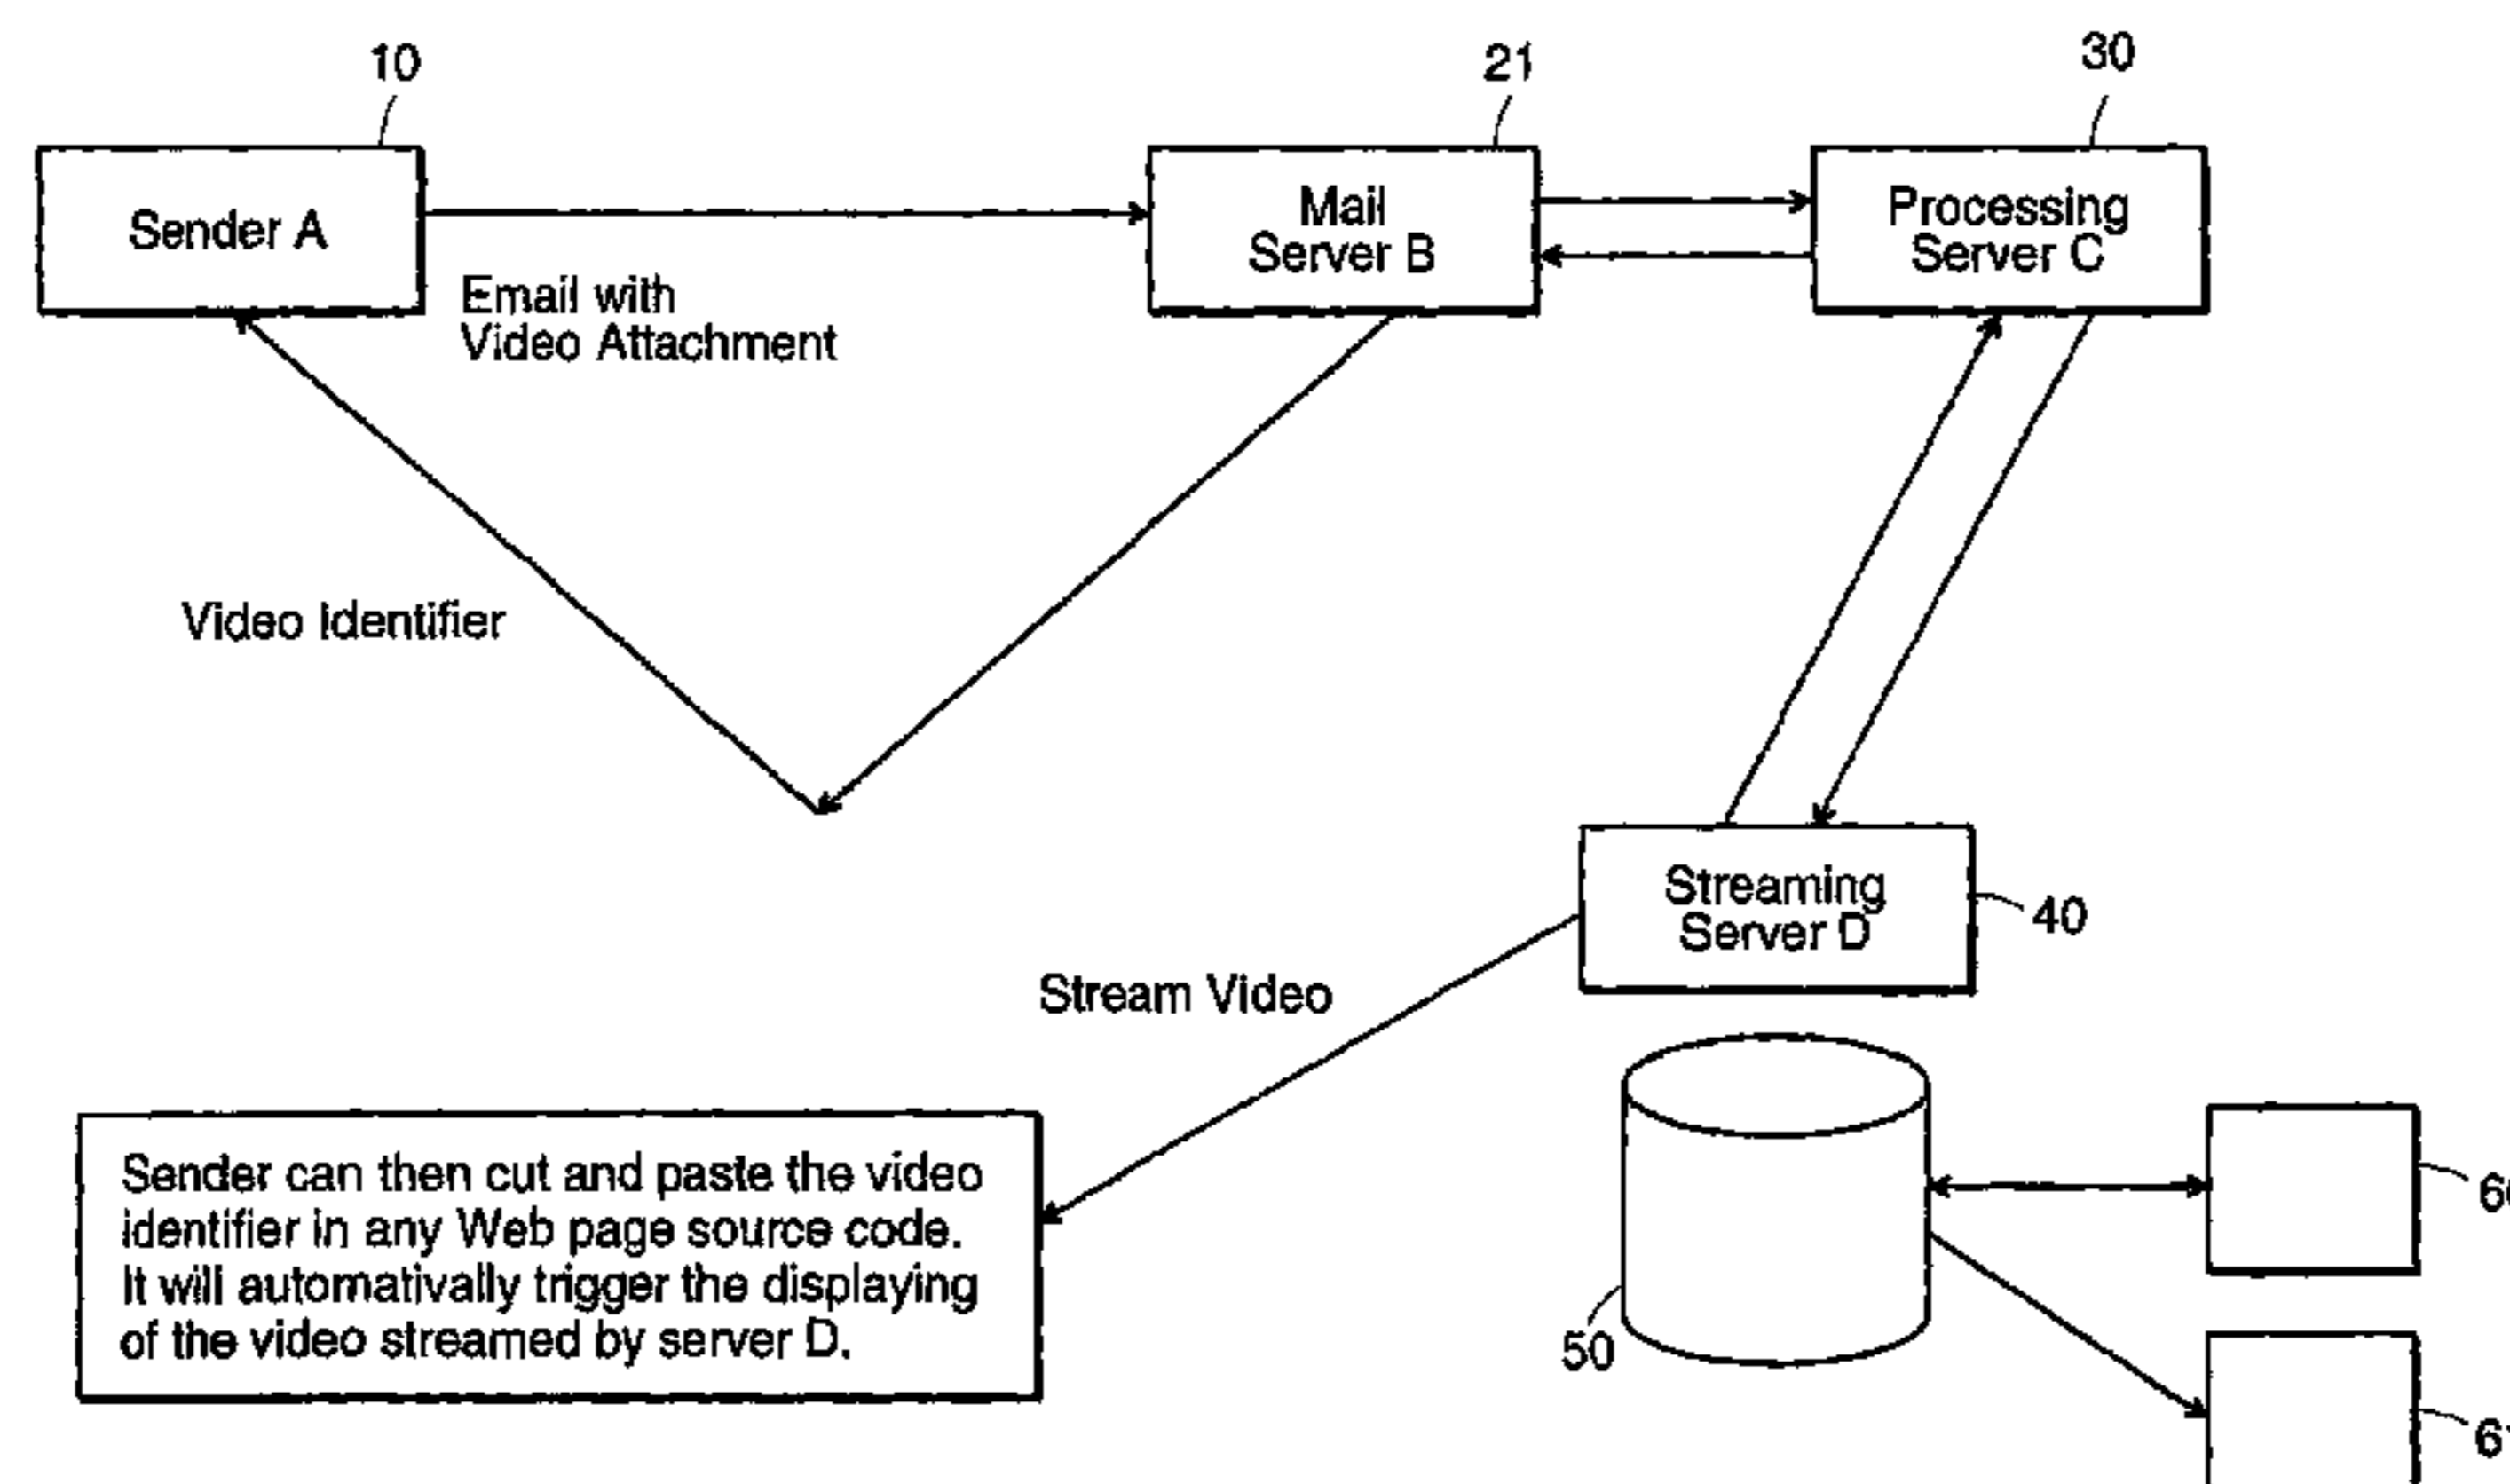 10
21
30
Sender A
Mail
Server B
Processing
Server C
Email with
Video Attachment
Video Identifier
Streaming
Server D
40
Stream Video
Sender can then cut and paste the video
identifier in any Web page source code.
It will automativally trigger the displaying
of the video streamed by server D.
50